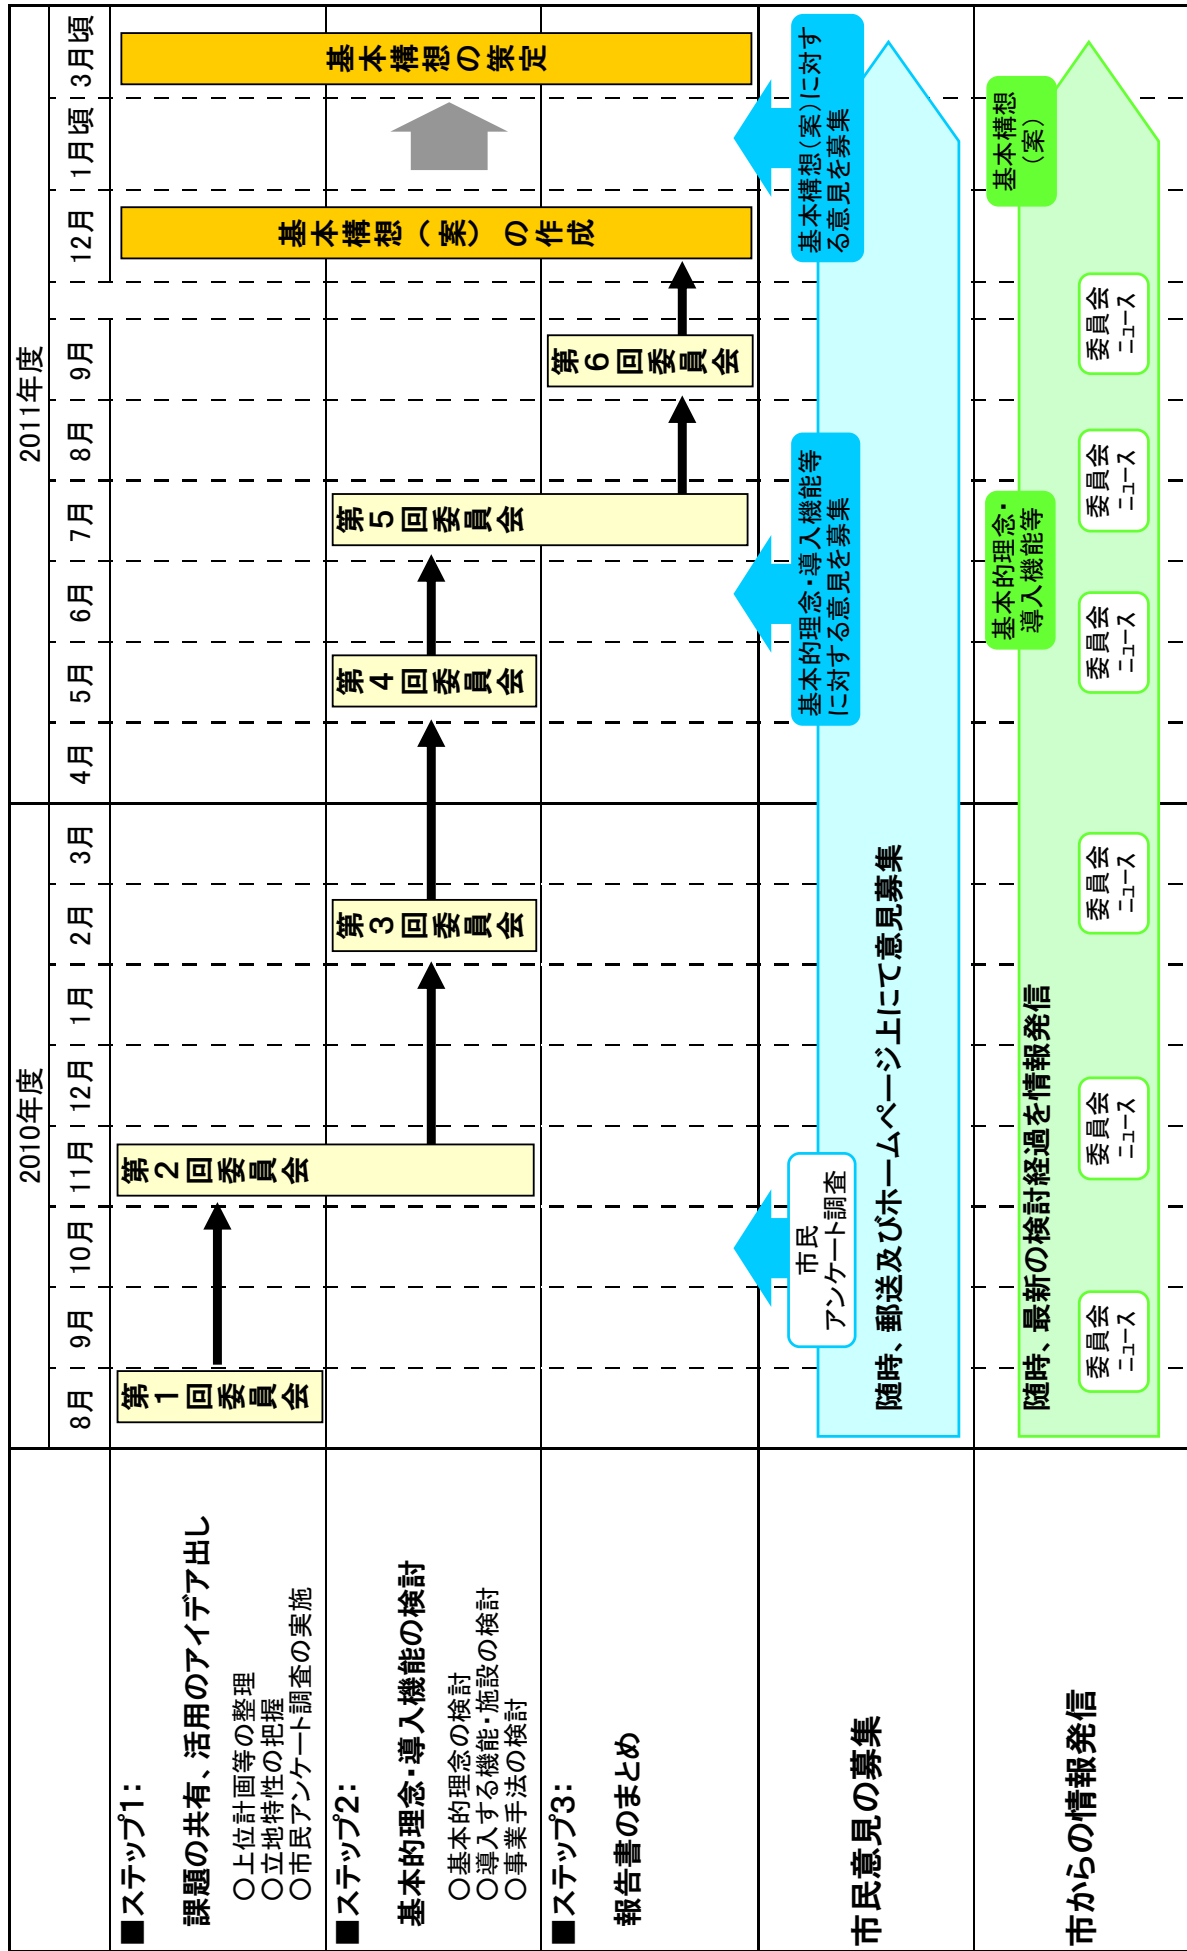 2010年度
2011年度
8月
9月
10月
11月
12月
1月
2月
3月
4月
5月
6月
7月
8月
9月
12月
1月頃
3月頃
■ステップ1:
課題の共有、活用のアイデア出し
○上位計画等の整理
○立地特性の把握
○市民アンケート調査の実施
第1回委員会
第2回委員会
■ステップ2:
基本的理念・導入機能の検討
○基本的理念の検討
○導入する機能・施設の検討
○事業手法の検討
第3回委員会
第4回委員会
第5回委員会
■ステップ3:
報告書のまとめ
第6回委員会
基本構想（案）の作成
基本構想の策定
市民意見の募集
市民
アンケート調査
基本的理念・導入機能等
に対する意見を募集
基本構想(案)に対す
る意見を募集
随時、郵送及びホームページ上にて意見募集
市からの情報発信
基本的理念・
導入機能等
基本構想
（案）
随時、最新の検討経過を情報発信
委員会
ニュース
委員会
ニュース
委員会
ニュース
委員会
ニュース
委員会
ニュース
委員会
ニュース